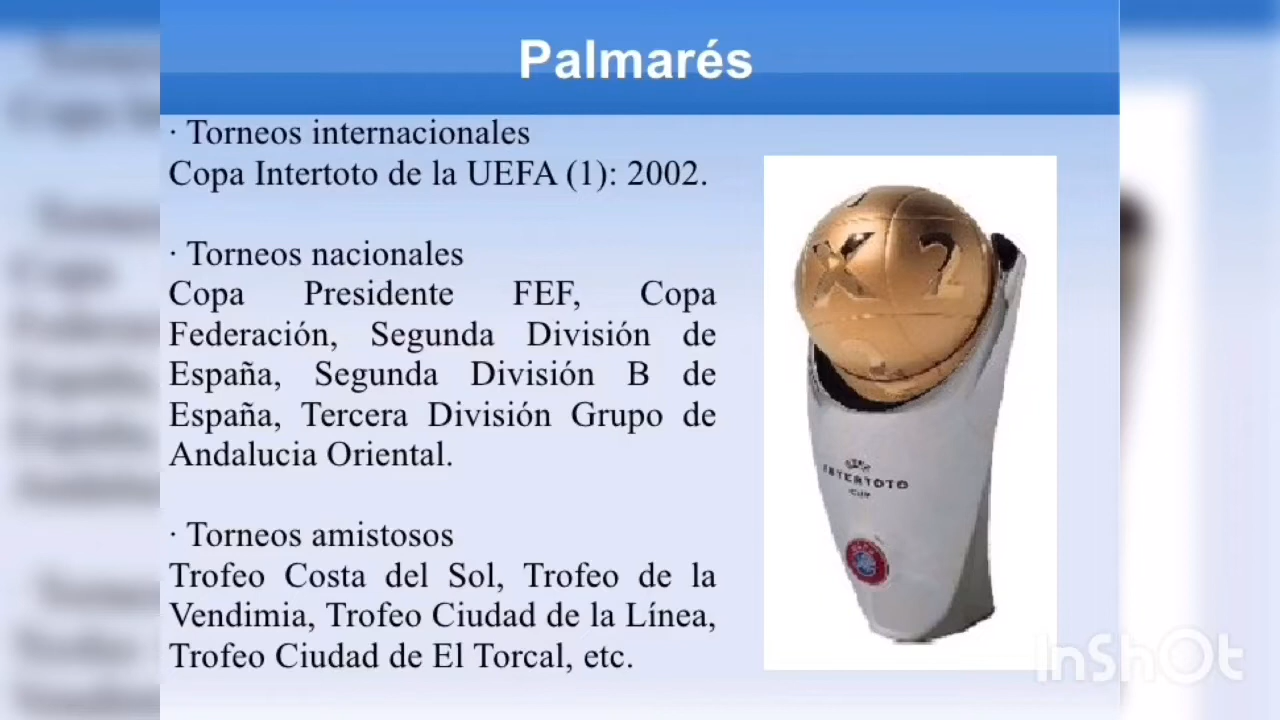 Palmarés
· Torneos internacionales
Copa Intertoto de la UEFA (1): 2002.
· Torneos nacionales
Copa Presidente FEF, Copa
Federación, Segunda División de
España, Segunda División B de
España, Tercera División Grupo de
Andalucia Oriental.
· Torneos amistosos
Trofeo Costa del Sol, Trofeo de la
Vendimia, Trofeo Ciudad de la Línea,
Trofeo Ciudad de El Torcal, etc.
X 2
INTERTOTO
CUP
InShOt